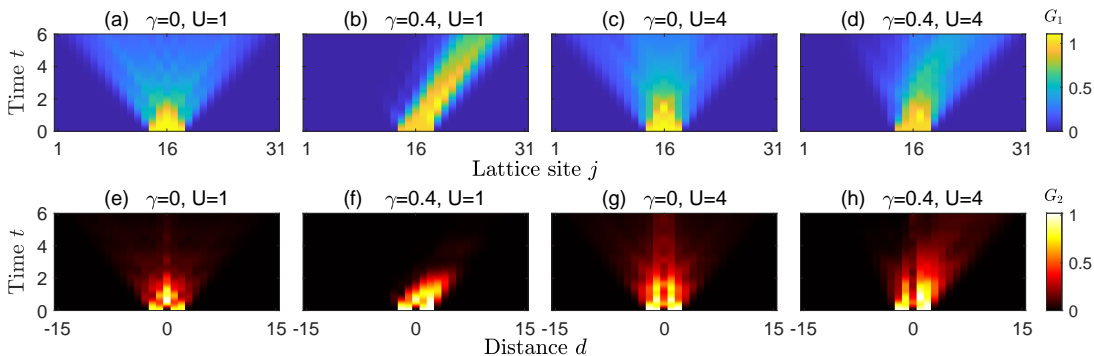 (a) γ=0, U=1
(b) γ=0.4, U=1
(c) γ=0, U=4
(d) γ=0.4, U=4
G₁
Time t
6
4
2
0
1
0.5
0
1 16 31
1 16 31
1 16 31
1 16 31
Lattice site j
(e) γ=0, U=1
(f) γ=0.4, U=1
(g) γ=0, U=4
(h) γ=0.4, U=4
G₂
Time t
6
4
2
0
1
0.5
0
-15 0 15
-15 0 15
-15 0 15
-15 0 15
Distance d